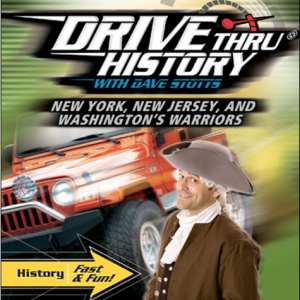 DRIVE THRU
HISTORY
WITH DAVE STOTTS
NEW YORK, NEW JERSEY, AND
WASHINGTON'S WARRIORS
History Fast
& Fun!